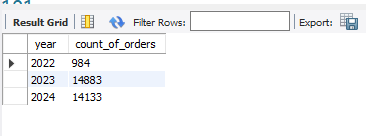 Result Grid Filter Rows: Export:
year count_of_orders
2022 984
2023 14883
2024 14133